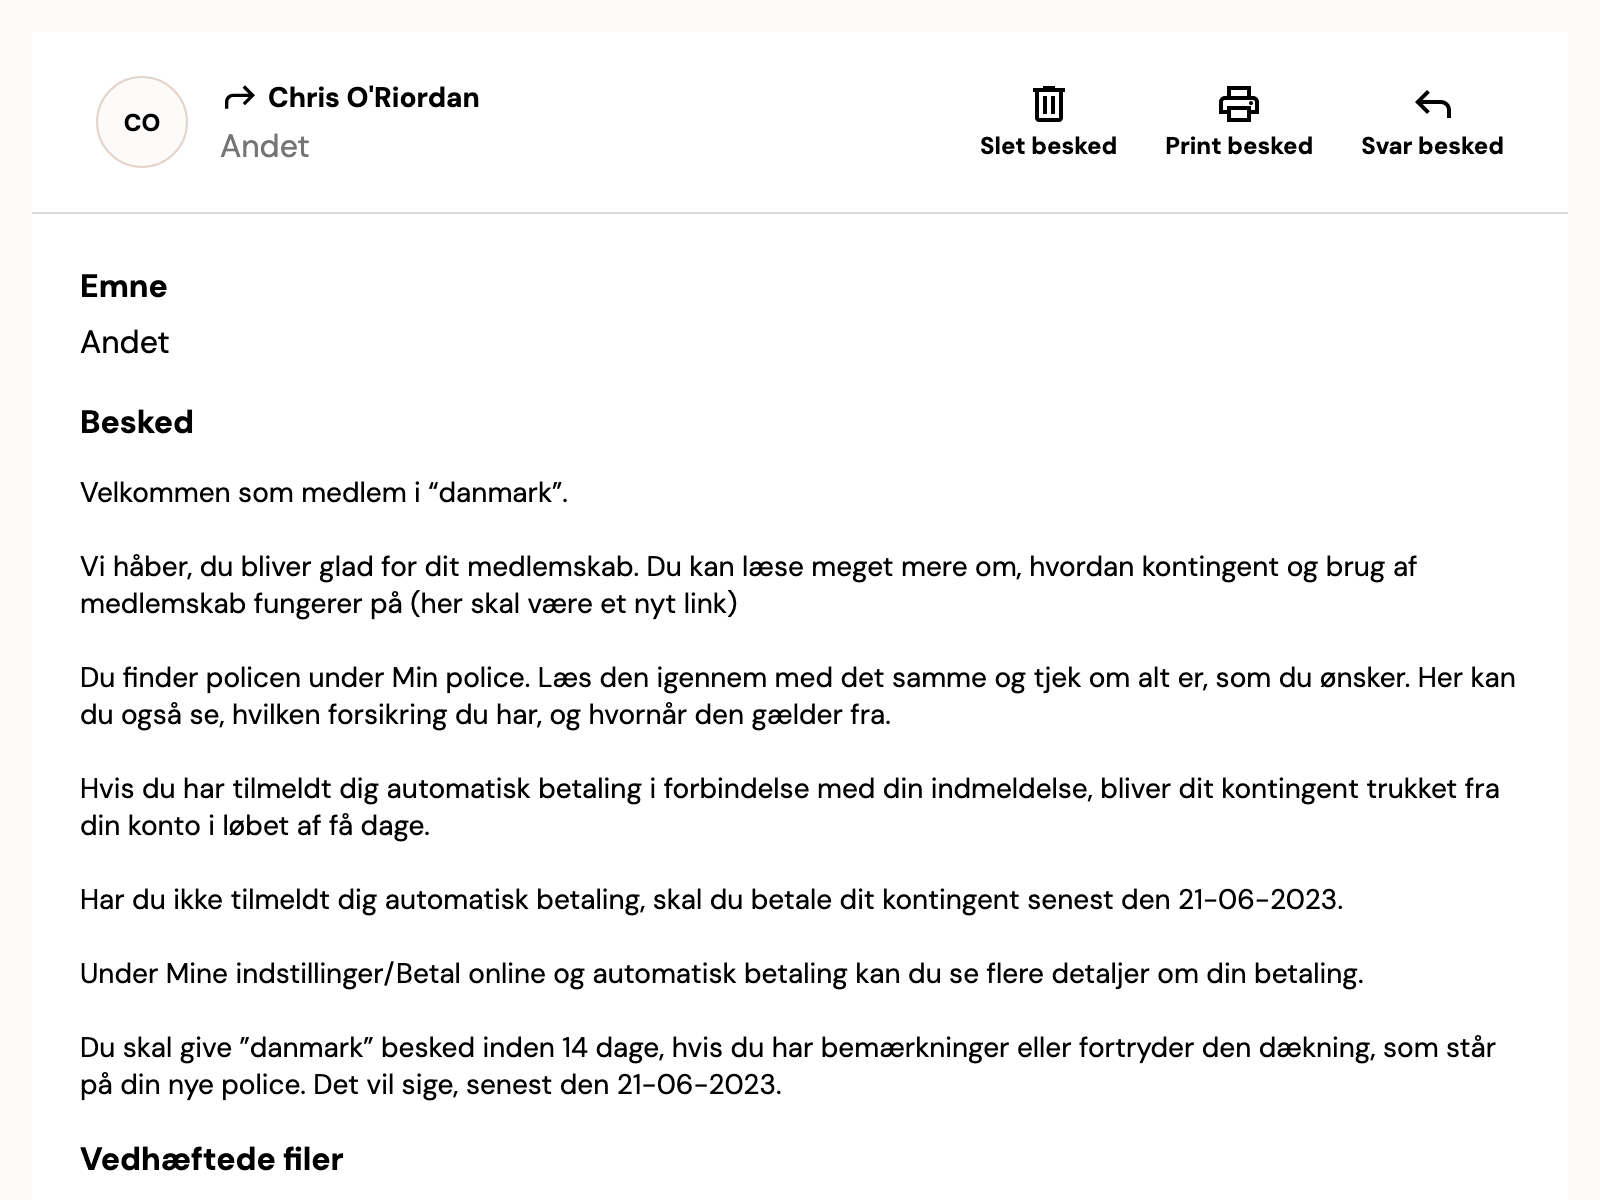 CO
Chris O'Riordan
Andet
Slet besked
Print besked
Svar besked
Emne
Andet
Besked
Velkommen som medlem i “danmark”.
Vi håber, du bliver glad for dit medlemskab. Du kan læse meget mere om, hvordan kontingent og brug af
medlemskab fungerer på (her skal være et nyt link)
Du finder policen under Min police. Læs den igennem med det samme og tjek om alt er, som du ønsker. Her kan
du også se, hvilken forsikring du har, og hvornår den gælder fra.
Hvis du har tilmeldt dig automatisk betaling i forbindelse med din indmeldelse, bliver dit kontingent trukket fra
din konto i løbet af få dage.
Har du ikke tilmeldt dig automatisk betaling, skal du betale dit kontingent senest den 21-06-2023.
Under Mine indstillinger/Betal online og automatisk betaling kan du se flere detaljer om din betaling.
Du skal give ”danmark” besked inden 14 dage, hvis du har bemærkninger eller fortryder den dækning, som står
på din nye police. Det vil sige, senest den 21-06-2023.
Vedhæftede filer